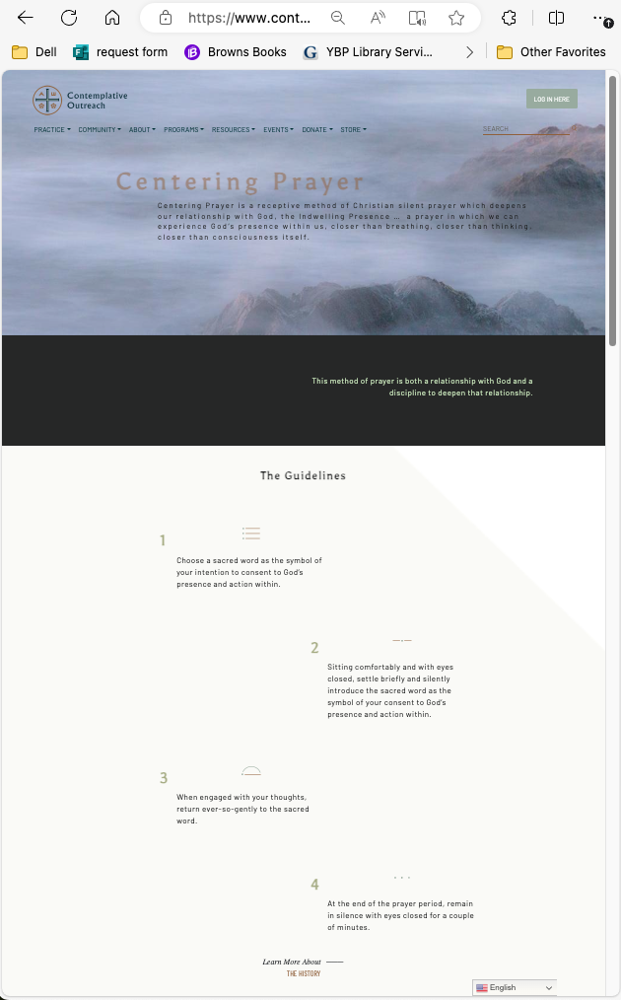 https://www.cont...
Dell
request form
Browns Books
YBP Library Servi...
Other Favorites
Contemplative
Outreach
LOG IN HERE
PRACTICE COMMUNITY ABOUT PROGRAMS RESOURCES EVENTS DONATE STORE
SEARCH
Centering Prayer
Centering Prayer is a receptive method of Christian silent prayer which deepens
our relationship with God, the Indwelling Presence … a prayer in which we can
experience God's presence within us, closer than breathing, closer than thinking,
closer than consciousness itself.
This method of prayer is both a relationship with God and a
discipline to deepen that relationship.
The Guidelines
1
Choose a sacred word as the symbol of
your intention to consent to God's
presence and action within.
2
Sitting comfortably and with eyes
closed, settle briefly and silently
introduce the sacred word as the
symbol of your consent to God's
presence and action within.
3
When engaged with your thoughts,
return ever-so-gently to the sacred
word.
4
At the end of the prayer period, remain
in silence with eyes closed for a couple
of minutes.
Learn More About
THE HISTORY
English